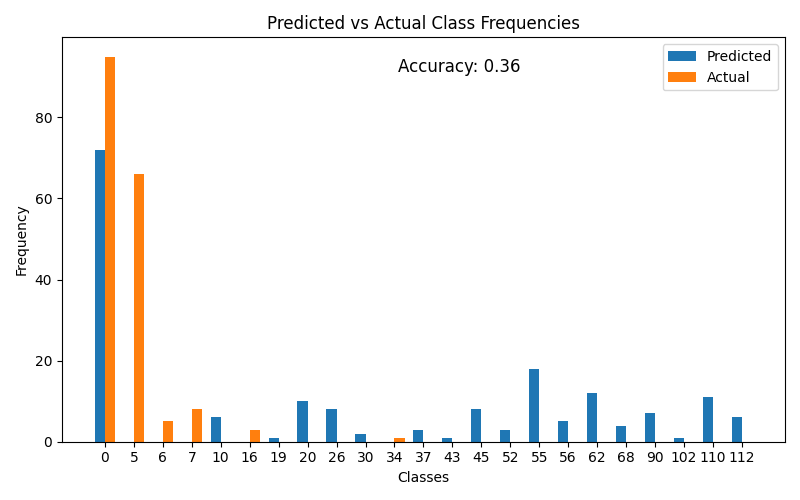 Predicted vs Actual Class Frequencies
Accuracy: 0.36
Predicted
Actual
Frequency
80
60
40
20
0
0 5 6 7 10 16 19 20 26 30 34 37 43 45 52 55 56 62 68 90 102 110 112
Classes